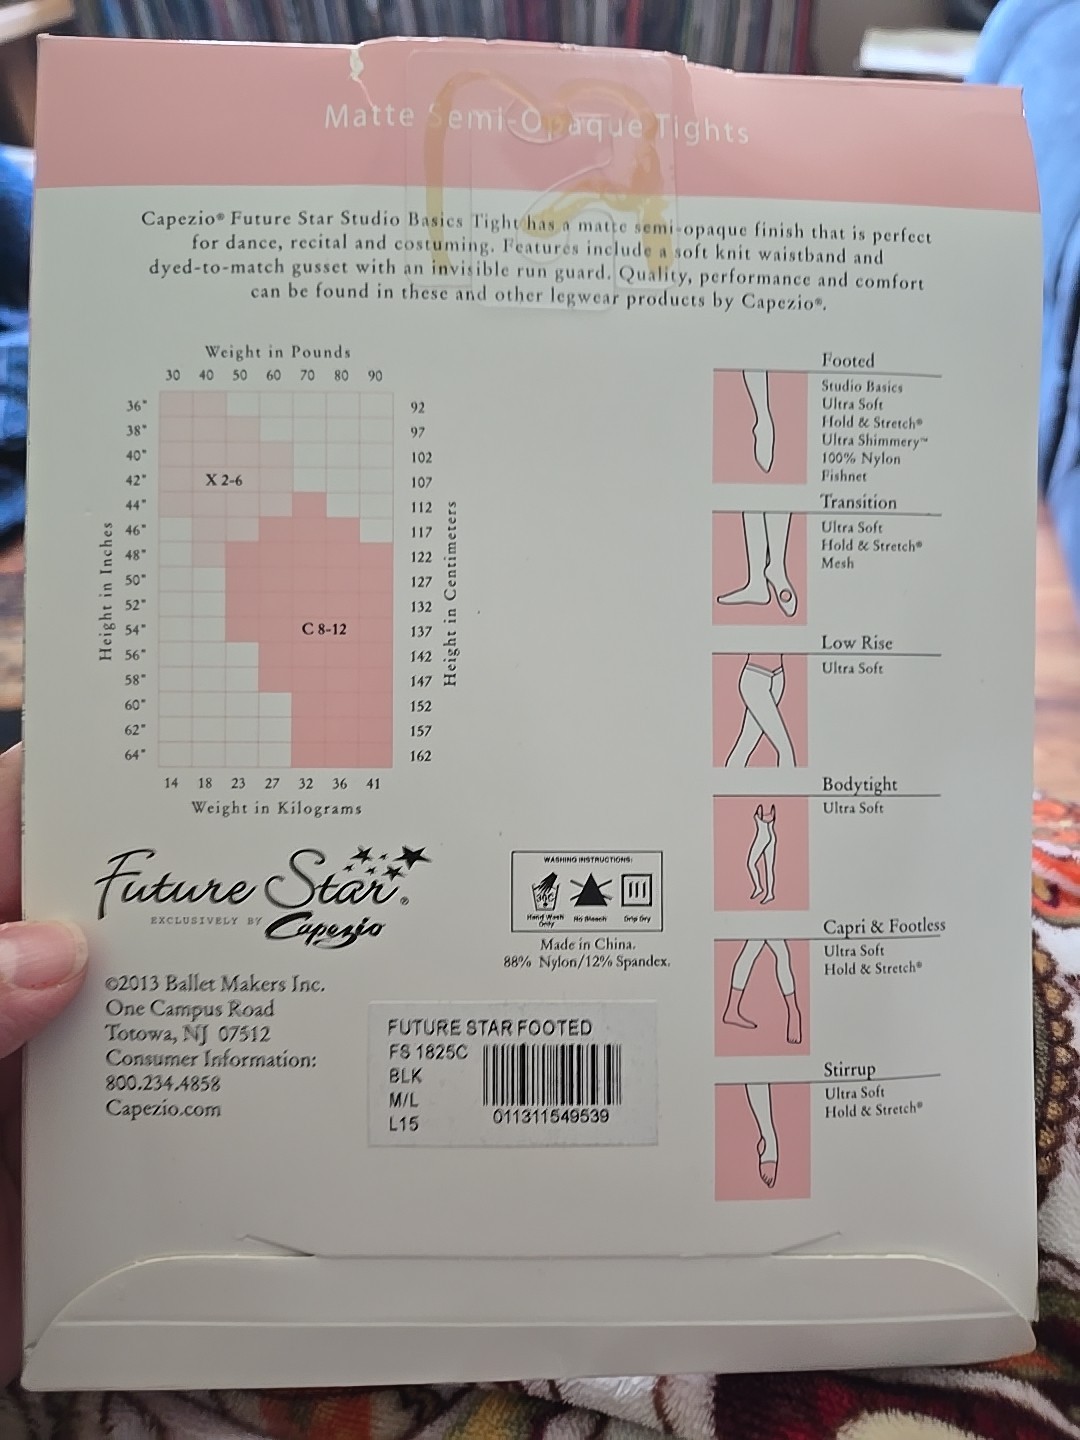 Matte Semi-Opaque Tights
Capezio® Future Star Studio Basics Tight has a matte semi-opaque finish that is perfect
for dance, recital and costuming. Features include a soft knit waistband and
dyed-to-match gusset with an invisible run guard. Quality, performance and comfort
can be found in these and other legwear products by Capezio®.
Weight in Pounds
30 40 50 60 70 80 90
36" 92
38" 97
40" 102
42" X 2-6 107
44" 112
46" 117
48" 122
50" 127
52" 132
54" C 8-12 137
56" 142
58" 147
60" 152
62" 157
64" 162
Height in Inches
Height in Centimeters
14 18 23 27 32 36 41
Weight in Kilograms
Footed
Studio Basics
Ultra Soft
Hold & Stretch®
Ultra Shimmery™
100% Nylon
Fishnet
Transition
Ultra Soft
Hold & Stretch®
Mesh
Low Rise
Ultra Soft
Bodytight
Ultra Soft
Capri & Footless
Ultra Soft
Hold & Stretch®
Stirrup
Ultra Soft
Hold & Stretch®
Future Star®
EXCLUSIVELY BY Capezio
WASHING INSTRUCTIONS:
30C
Hand Wash Only
No Bleach
Drip Dry
Made in China.
88% Nylon/12% Spandex.
©2013 Ballet Makers Inc.
One Campus Road
Totowa, NJ 07512
Consumer Information:
800.234.4858
Capezio.com
FUTURE STAR FOOTED
FS 1825C
BLK
M/L
L15
011311549539